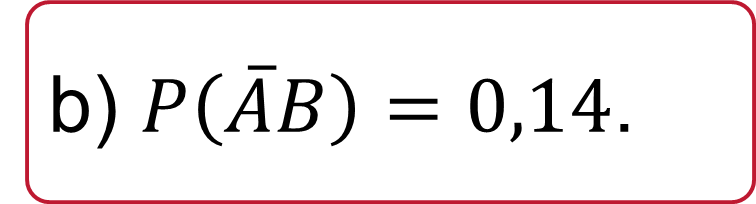 b) P(ĀB) = 0,14.